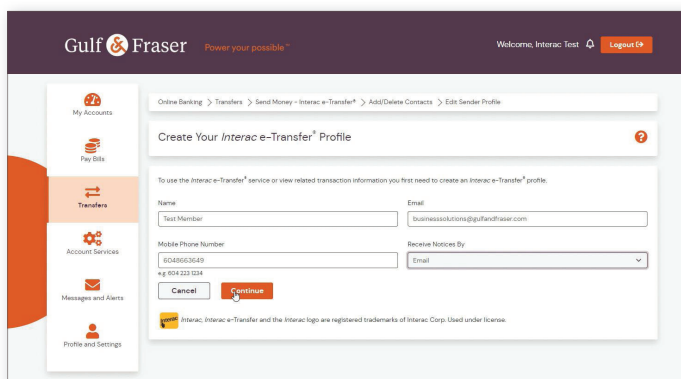 Gulf & Fraser
Power your possible™
Welcome, Interac Test
Logout
My Accounts
Pay Bills
Transfers
Account Services
Messages and Alerts
Profile and Settings
Online Banking > Transfers > Send Money - Interac e-Transfer® > Add/Delete Contacts > Edit Sender Profile
Create Your Interac e-Transfer® Profile
?
To use the Interac e-Transfer® service or view related transaction information you first need to create an Interac e-Transfer® profile.
Name
Test Member
Email
businesssolutions@gulfandfraser.com
Mobile Phone Number
6048663649
e.g. 604 223 1234
Receive Notices By
Email
Cancel
Continue
Interac
Interac, Interac e-Transfer and the Interac logo are registered trademarks of Interac Corp. Used under license.